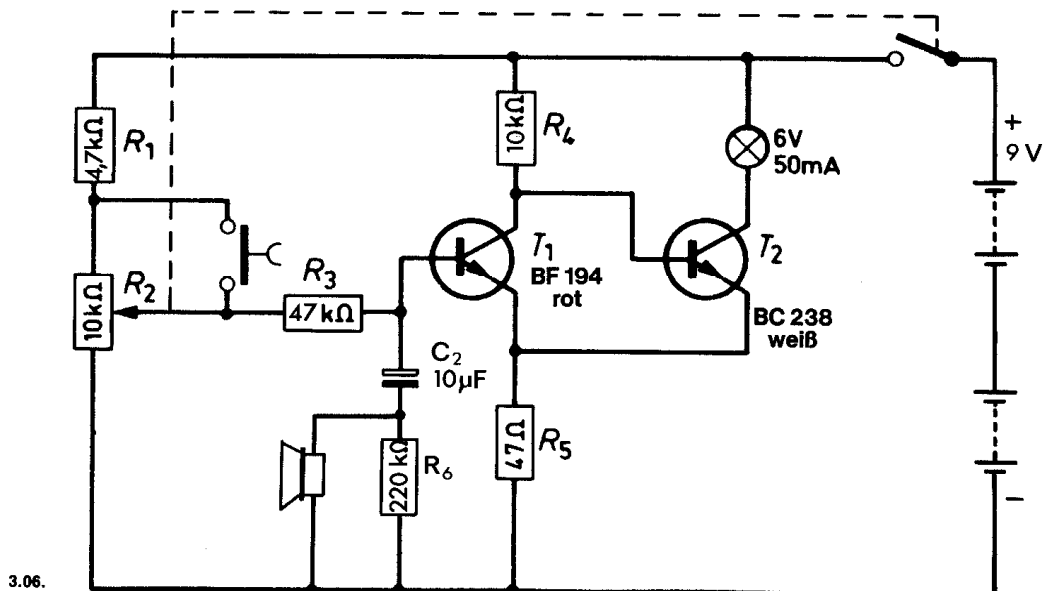 4,7kΩ
R1
10kΩ
R4
6V
50mA
+
9V
R2
10kΩ
R3
47kΩ
T1
BF 194
rot
T2
BC 238
weiß
C2
10µF
R5
47Ω
R6
220kΩ
−
3.06.